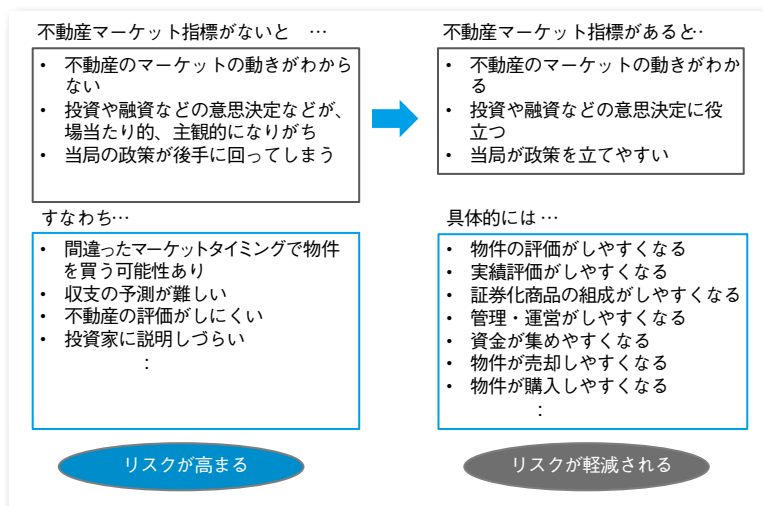 不動産マーケット指標がないと　…
・ 不動産のマーケットの動きがわから
ない
・ 投資や融資などの意思決定などが、
場当たり的、主観的になりがち
・ 当局の政策が後手に回ってしまう
すなわち…
・ 間違ったマーケットタイミングで物件
を買う可能性あり
・ 収支の予測が難しい
・ 不動産の評価がしにくい
・ 投資家に説明しづらい
：
リスクが高まる
不動産マーケット指標があると…
・ 不動産のマーケットの動きがわか
る
・ 投資や融資などの意思決定に役
立つ
・ 当局が政策を立てやすい
具体的には…
・ 物件の評価がしやすくなる
・ 実績評価がしやすくなる
・ 証券化商品の組成がしやすくなる
・ 管理・運営がしやすくなる
・ 資金が集めやすくなる
・ 物件が売却しやすくなる
・ 物件が購入しやすくなる
：
リスクが軽減される